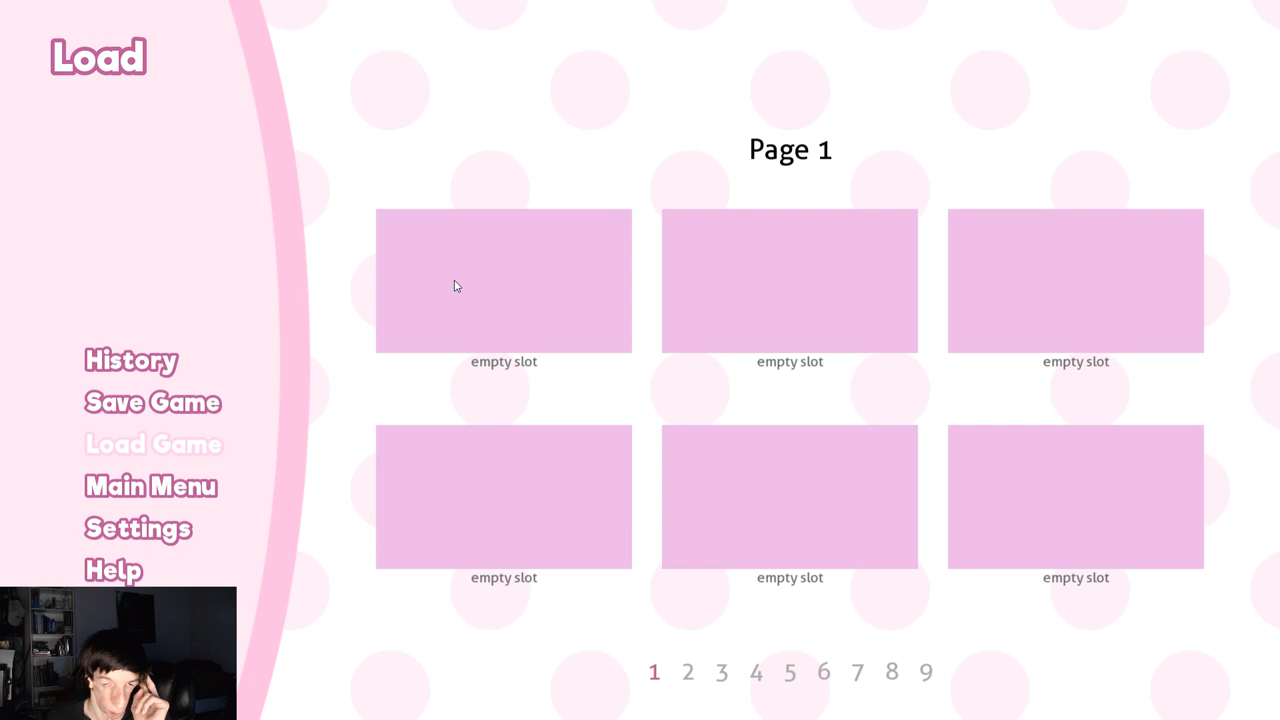 Load
Page 1
empty slot empty slot empty slot
History
Save Game
Load Game
Main Menu
Settings
Help
empty slot empty slot empty slot
1 2 3 4 5 6 7 8 9